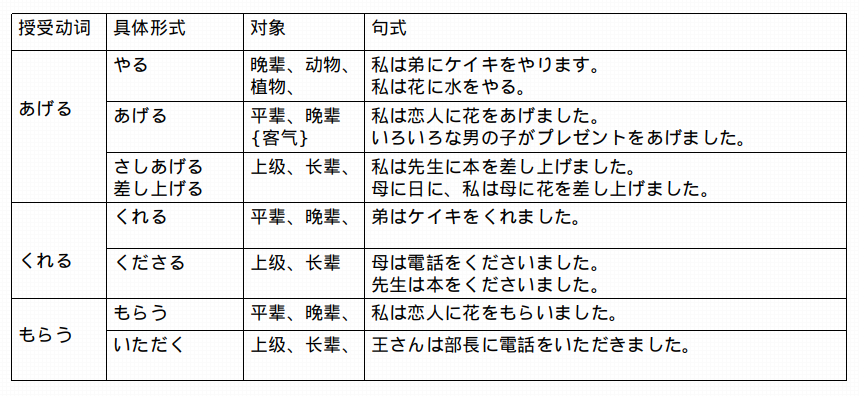 授受动词 具体形式 对象 句式
あげる
やる 晚辈、动物、植物、 私は弟にケイキをやります。
私は花に水をやる。
あげる 平辈、晚辈{客气} 私は恋人に花をあげました。
いろいろな男の子がプレゼントをあげました。
さしあげる
差し上げる 上级、长辈、 私は先生に本を差し上げました。
母に日に、私は母に花を差し上げました。
くれる
くれる 平辈、晚辈、 弟はケイキをくれました。
くださる 上级、长辈 母は電話をくださいました。
先生は本をくださいました。
もらう
もらう 平辈、晚辈、 私は恋人に花をもらいました。
いただく 上级、长辈、 王さんは部長に電話をいただきました。